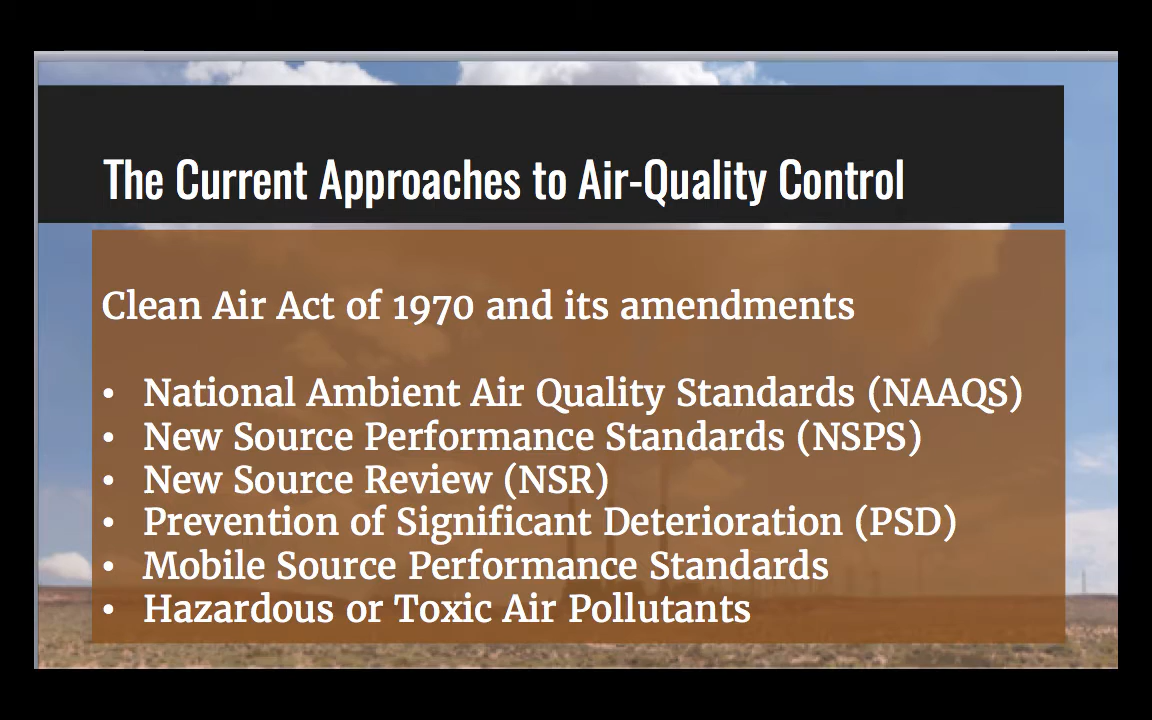 The Current Approaches to Air-Quality Control
Clean Air Act of 1970 and its amendments
• National Ambient Air Quality Standards (NAAQS)
• New Source Performance Standards (NSPS)
• New Source Review (NSR)
• Prevention of Significant Deterioration (PSD)
• Mobile Source Performance Standards
• Hazardous or Toxic Air Pollutants